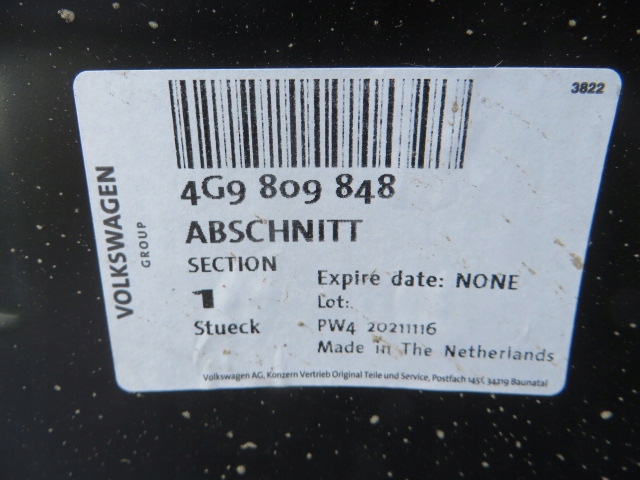 3822
4G9 809 848
ABSCHNITT
SECTION
1
Stueck
Expire date: NONE
Lot:
PW4 20211116
Made in The Netherlands
Volkswagen AG, Konzern Vertrieb Original Teile und Service, Postfach 34219 Baunatal
VOLKSWAGEN
GROUP